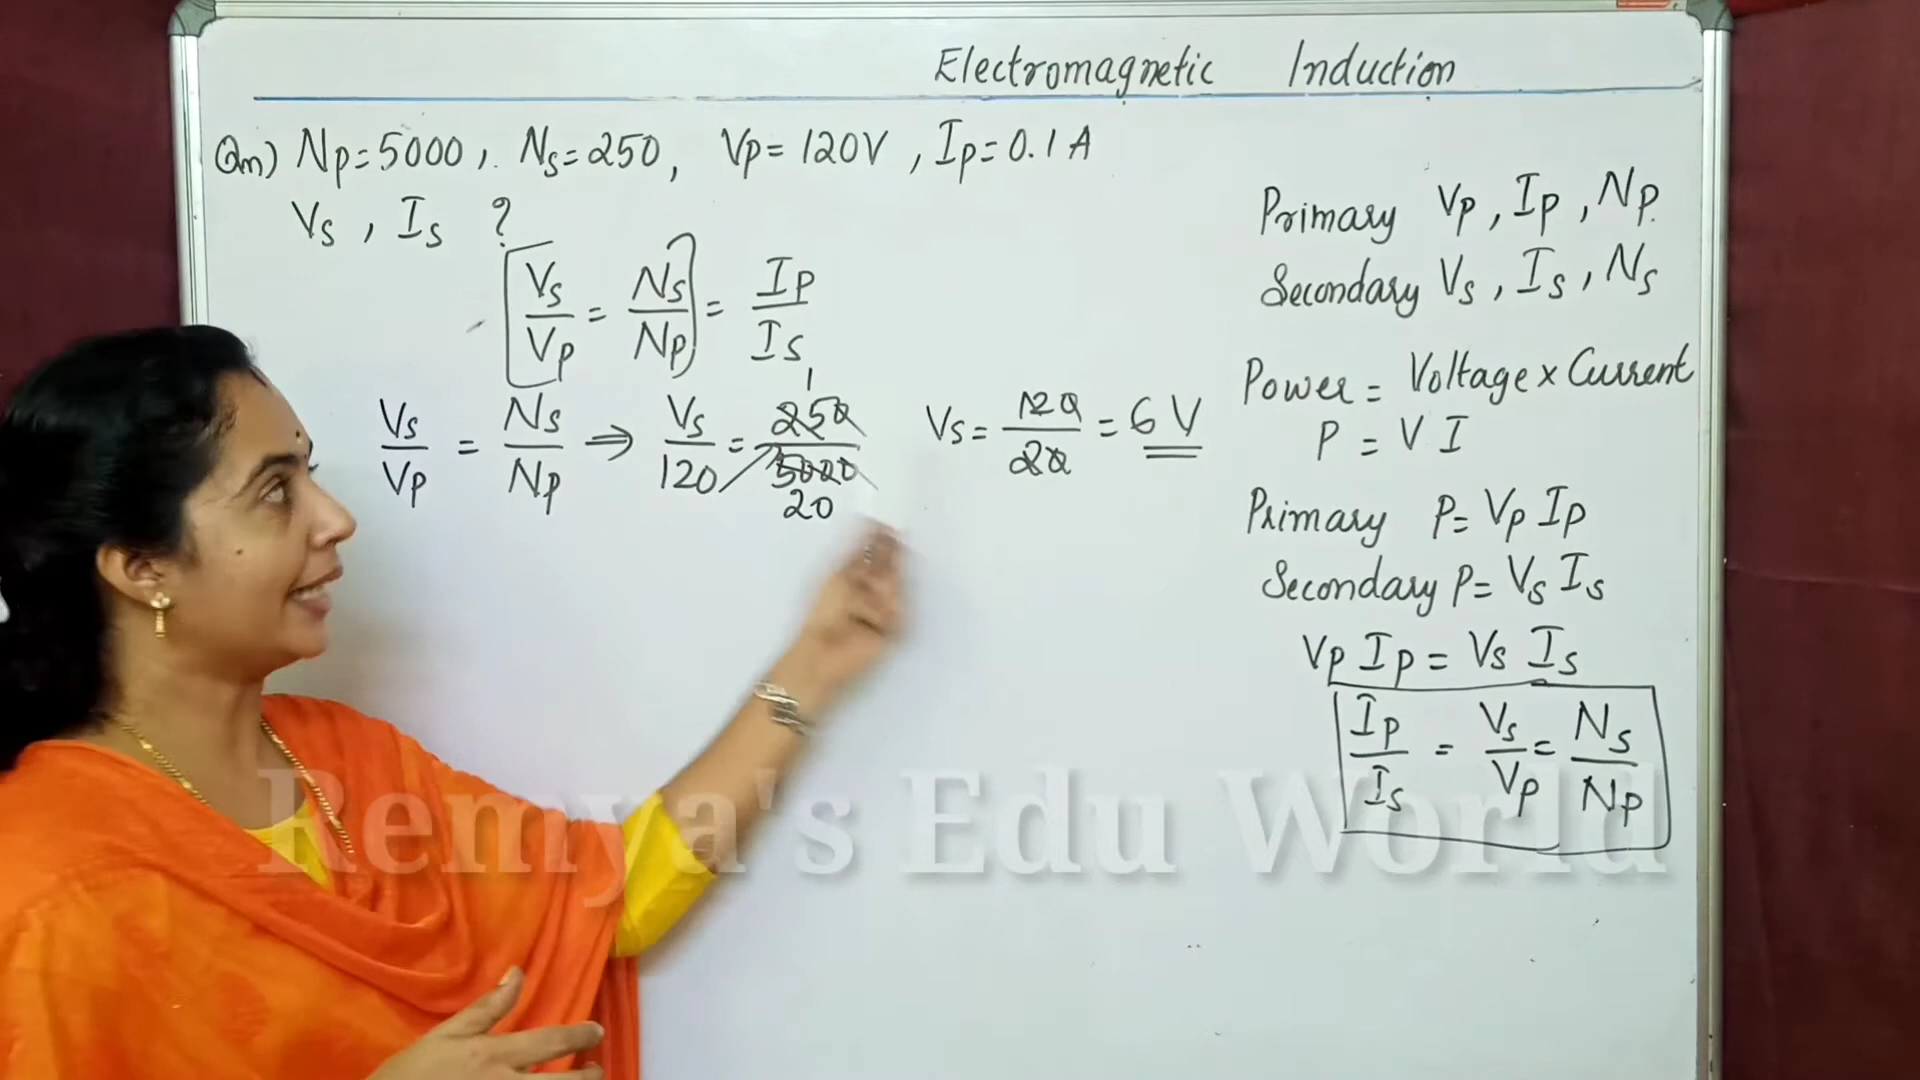 Electromagnetic Induction
Qn) Np=5000, Ns=250, Vp=120V, Ip=0.1A
Vs, Is ?
Vs/Vp = Ns/Np = Ip/Is
Vs/Vp = Ns/Np ⇒ Vs/120 = 250/5000
1
20
Vs = 120/20 = 6V
Primary Vp, Ip, Np.
Secondary Vs, Is, Ns
Power = Voltage x Current
P = V I
Primary P= Vp Ip
Secondary P= Vs Is
Vp Ip = Vs Is
Ip/Is = Vs/Vp = Ns/Np
Remya's Edu World